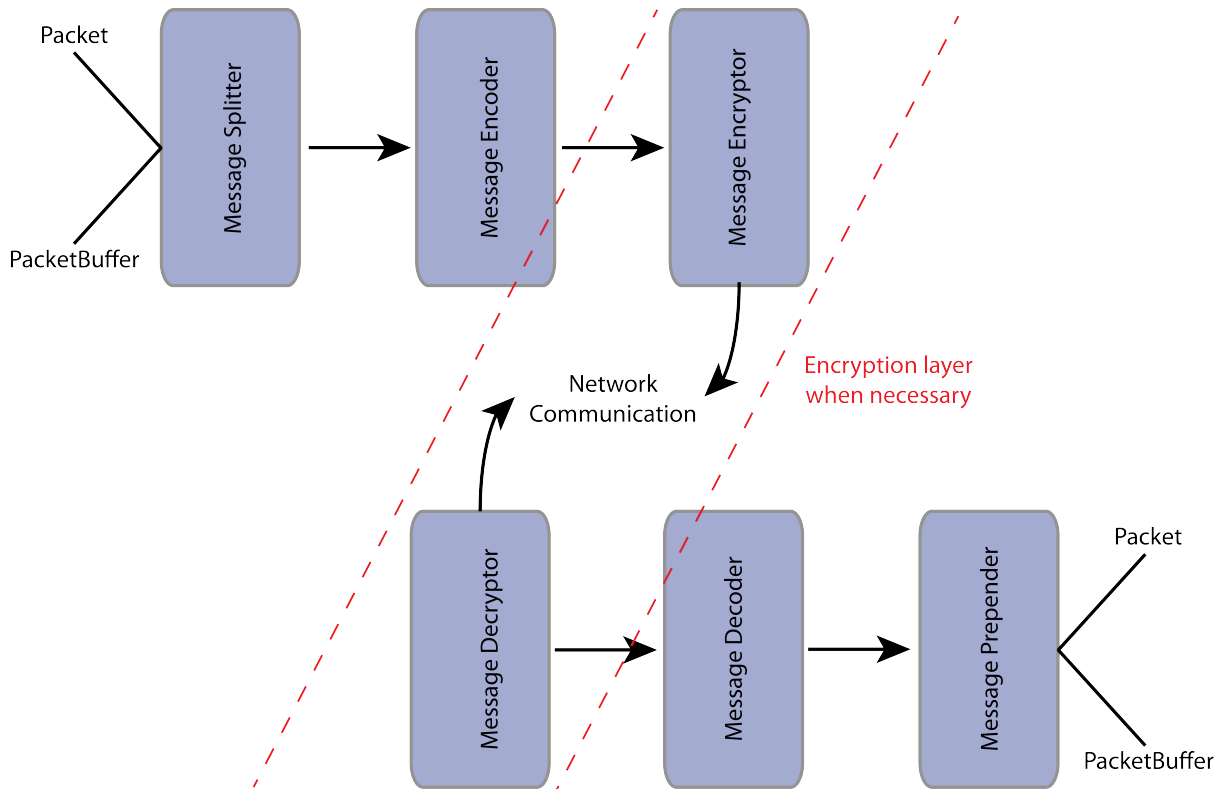 Packet
PacketBuffer
Message Splitter
Message Encoder
Message Encryptor
Network
Communication
Encryption layer
when necessary
Message Decryptor
Message Decoder
Message Prepender
Packet
PacketBuffer